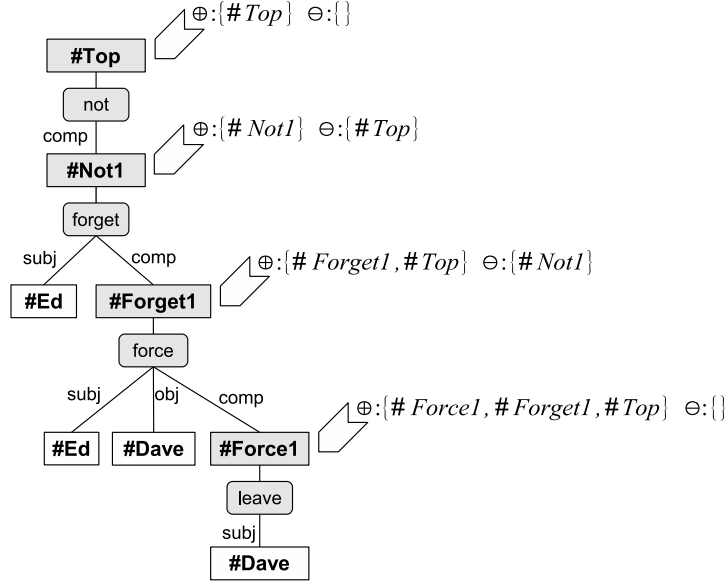 ⊕:{# Top} ⊖:{}
#Top
not
comp
⊕:{# Not1} ⊖:{# Top}
#Not1
forget
subj comp
⊕:{# Forget1, # Top} ⊖:{# Not1}
#Ed #Forget1
force
subj obj comp
⊕:{# Force1, # Forget1, # Top} ⊖:{}
#Ed #Dave #Force1
leave
subj
#Dave